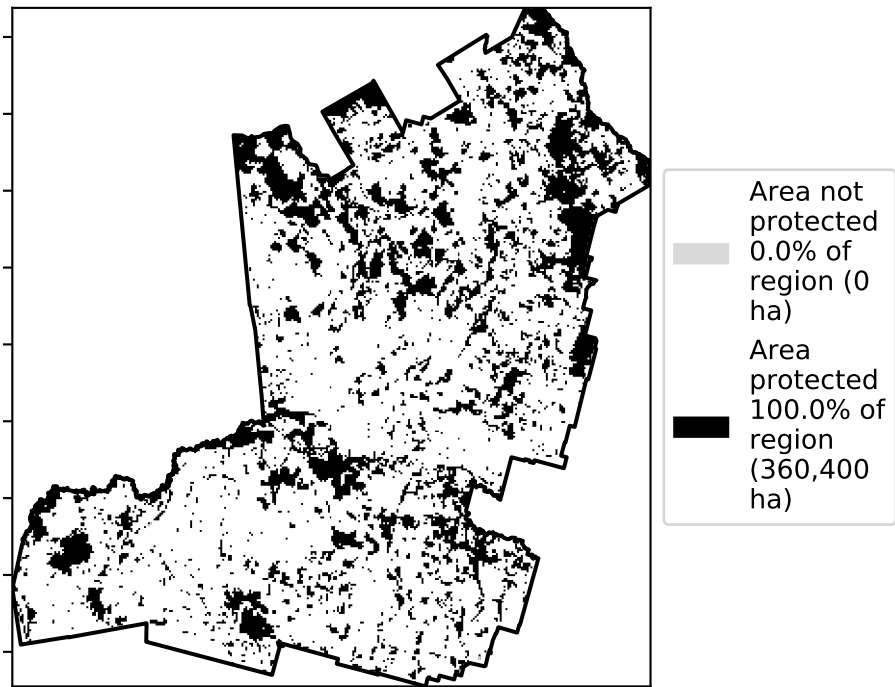 Area not
protected
0.0% of
region (0
ha)
Area
protected
100.0% of
region
(360,400
ha)